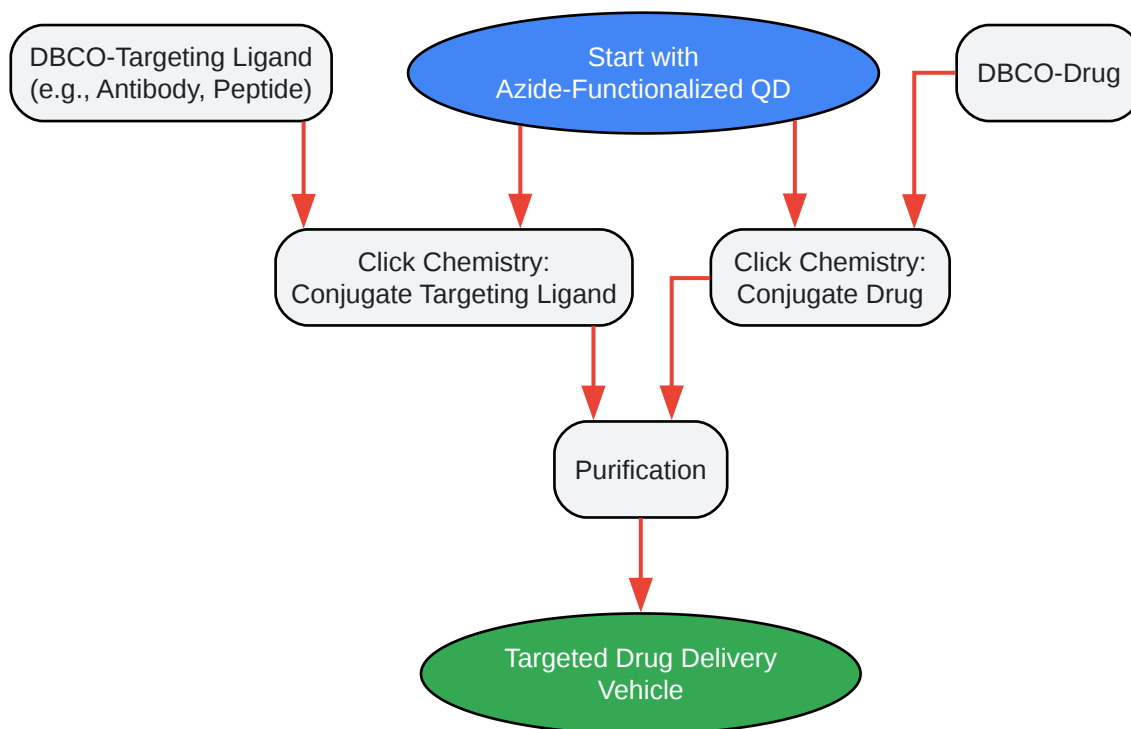 DBCO-Targeting Ligand
(e.g., Antibody, Peptide)
Start with
Azide-Functionalized QD
DBCO-Drug
Click Chemistry:
Conjugate Targeting Ligand
Click Chemistry:
Conjugate Drug
Purification
Targeted Drug Delivery
Vehicle